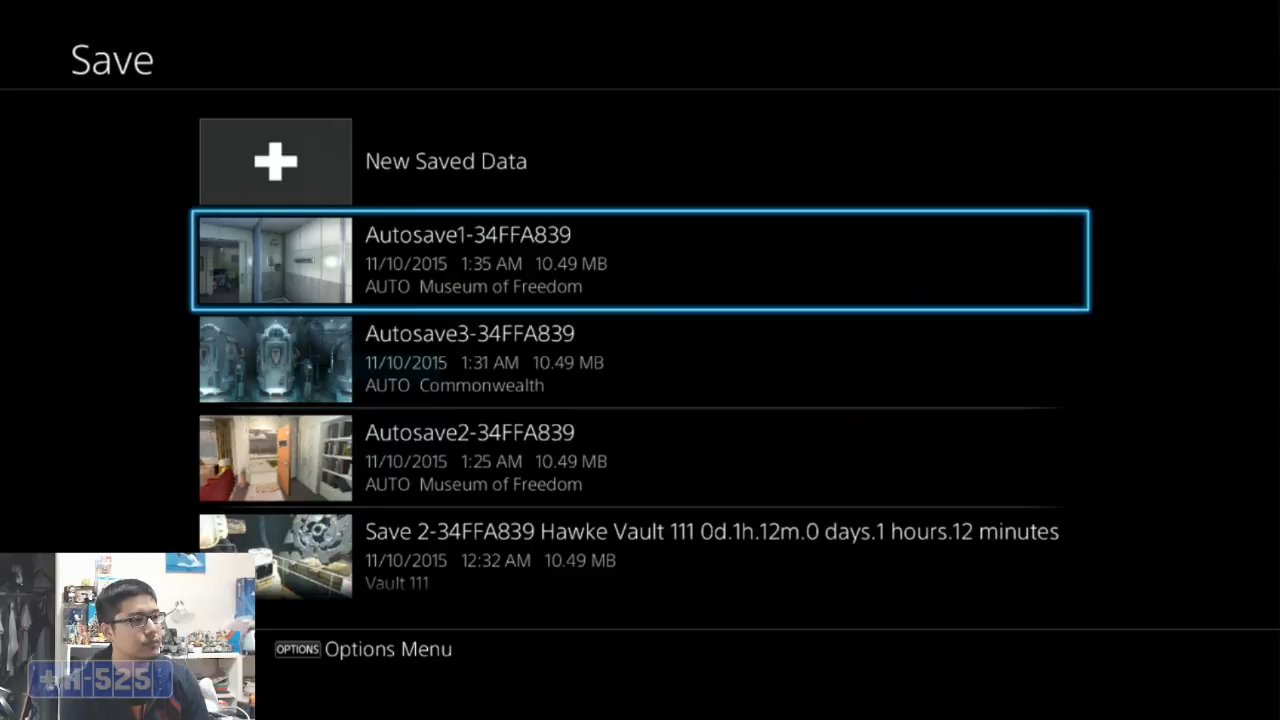 Save
New Saved Data
Autosave1-34FFA839
11/10/2015 1:35 AM 10.49 MB
AUTO Museum of Freedom
Autosave3-34FFA839
11/10/2015 1:31 AM 10.49 MB
AUTO Commonwealth
Autosave2-34FFA839
11/10/2015 1:25 AM 10.49 MB
AUTO Museum of Freedom
Save 2-34FFA839 Hawke Vault 111 0d.1h.12m.0 days.1 hours.12 minutes
11/10/2015 12:32 AM 10.49 MB
Vault 111
OPTIONS Options Menu